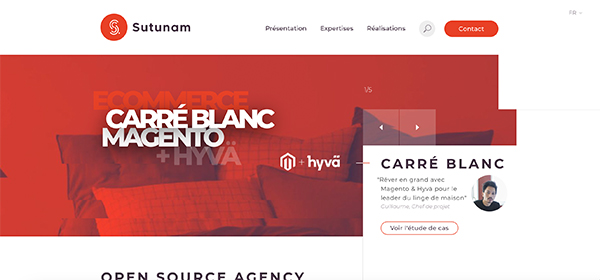 FR
Sutunam
Présentation Expertises Réalisations Contact
1/5
ECOMMERCE
CARRÉ BLANC
MAGENTO
+ HYVÄ
+ hyvä
CARRÉ BLANC
"Rêver en grand avec
Magento & Hyva pour le
leader du linge de maison"
Guillaume, Chef de projet
Voir l'étude de cas
OPEN SOURCE AGENCY